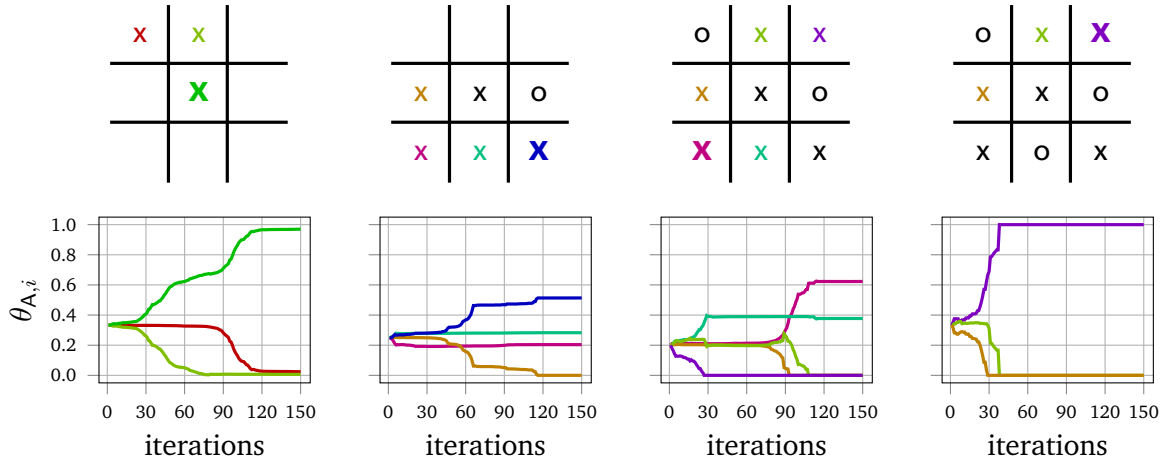 X X O X X O X X
X X X O X X O X X O
X X X X X X X O X
1.0
0.8
0.6
0.4
0.2
0.0
θA,i
0 30 60 90 120 150 0 30 60 90 120 150 0 30 60 90 120 150 0 30 60 90 120 150
iterations iterations iterations iterations